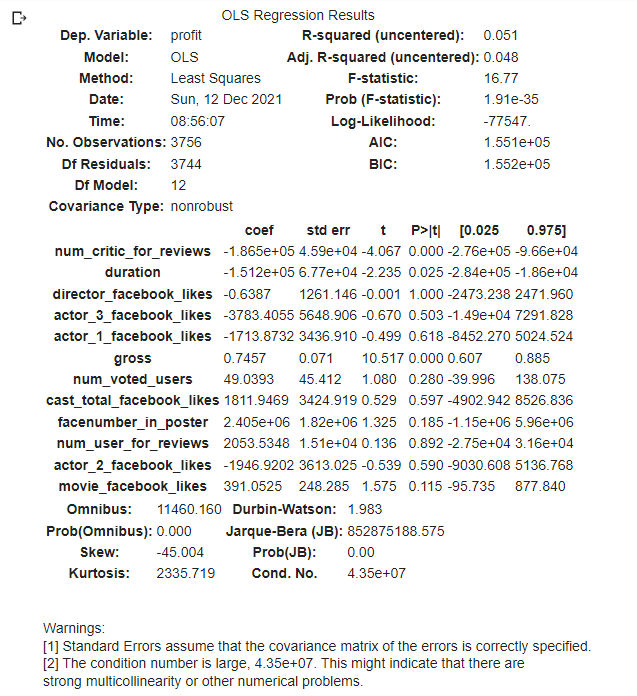 OLS Regression Results
Dep. Variable: profit R-squared (uncentered): 0.051
Model: OLS Adj. R-squared (uncentered): 0.048
Method: Least Squares F-statistic: 16.77
Date: Sun, 12 Dec 2021 Prob (F-statistic): 1.91e-35
Time: 08:56:07 Log-Likelihood: -77547.
No. Observations: 3756 AIC: 1.551e+05
Df Residuals: 3744 BIC: 1.552e+05
Df Model: 12
Covariance Type: nonrobust
coef std err t P>|t| [0.025 0.975]
num_critic_for_reviews -1.865e+05 4.59e+04 -4.067 0.000 -2.76e+05 -9.66e+04
duration -1.512e+05 6.77e+04 -2.235 0.025 -2.84e+05 -1.86e+04
director_facebook_likes -0.6387 1261.146 -0.001 1.000 -2473.238 2471.960
actor_3_facebook_likes -3783.4055 5648.906 -0.670 0.503 -1.49e+04 7291.828
actor_1_facebook_likes -1713.8732 3436.910 -0.499 0.618 -8452.270 5024.524
gross 0.7457 0.071 10.517 0.000 0.607 0.885
num_voted_users 49.0393 45.412 1.080 0.280 -39.996 138.075
cast_total_facebook_likes 1811.9469 3424.919 0.529 0.597 -4902.942 8526.836
facenumber_in_poster 2.405e+06 1.82e+06 1.325 0.185 -1.15e+06 5.96e+06
num_user_for_reviews 2053.5348 1.51e+04 0.136 0.892 -2.75e+04 3.16e+04
actor_2_facebook_likes -1946.9202 3613.025 -0.539 0.590 -9030.608 5136.768
movie_facebook_likes 391.0525 248.285 1.575 0.115 -95.735 877.840
Omnibus: 11460.160 Durbin-Watson: 1.983
Prob(Omnibus): 0.000 Jarque-Bera (JB): 852875188.575
Skew: -45.004 Prob(JB): 0.00
Kurtosis: 2335.719 Cond. No. 4.35e+07
Warnings:
[1] Standard Errors assume that the covariance matrix of the errors is correctly specified.
[2] The condition number is large, 4.35e+07. This might indicate that there are
strong multicollinearity or other numerical problems.